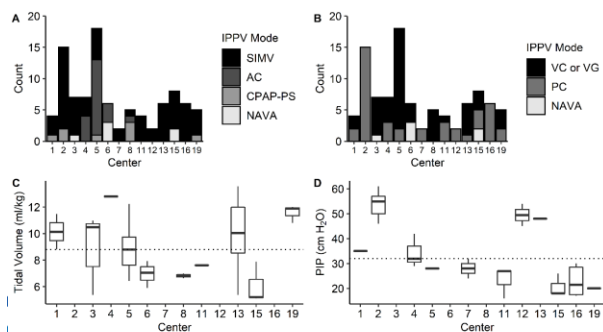 A
IPPV Mode
SIMV
AC
CPAP-PS
NAVA
Count
20
15
10
5
0
1 2 3 4 5 6 7 8 11 12 13 15 16 19
Center
B
IPPV Mode
VC or VG
PC
NAVA
Count
20
15
10
5
0
1 2 3 4 5 6 7 8 11 12 13 15 16 19
Center
C
Tidal Volume (ml/kg)
12
10
8
6
1 2 3 4 5 6 7 8 11 12 13 15 16 19
Center
D
PIP (cm H₂O)
60
50
40
30
20
1 2 3 4 5 6 7 8 11 12 13 15 16 19
Center